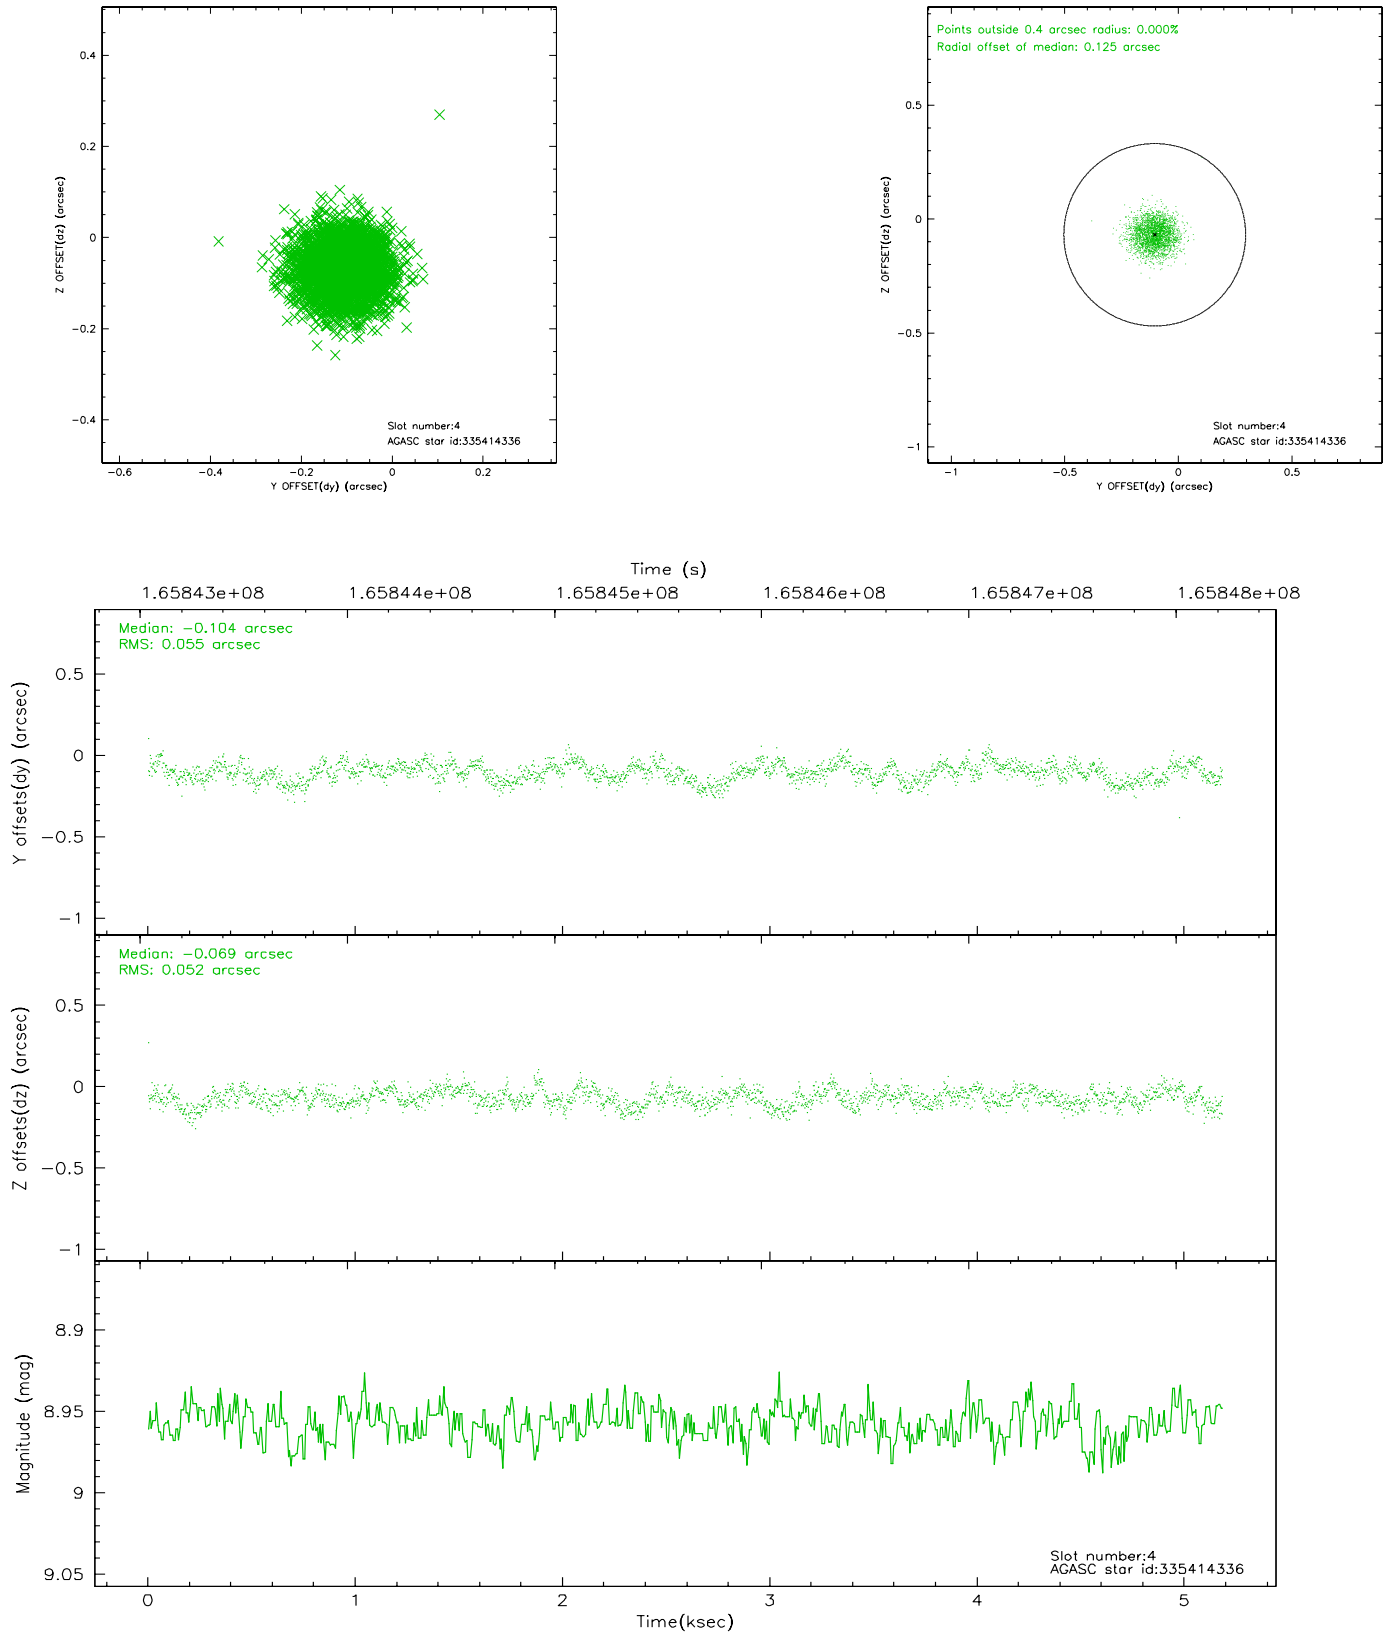 0.4
0.2
0
−0.2
−0.4
Z OFFSET(dz) (arcsec)
Slot number:4
AGASC star id:335414336
−0.6 −0.4 −0.2 0 0.2
Y OFFSET(dy) (arcsec)
Points outside 0.4 arcsec radius: 0.000%
Radial offset of median: 0.125 arcsec
0.5
0
−0.5
−1
Z OFFSET(dz) (arcsec)
Slot number:4
AGASC star id:335414336
−1 −0.5 0 0.5
Y OFFSET(dy) (arcsec)
Time (s)
1.65843e+08 1.65844e+08 1.65845e+08 1.65846e+08 1.65847e+08 1.65848e+08
Median: −0.104 arcsec
RMS: 0.055 arcsec
0.5
0
−0.5
−1
Y offsets(dy) (arcsec)
Median: −0.069 arcsec
RMS: 0.052 arcsec
0.5
0
−0.5
−1
Z offsets(dz) (arcsec)
8.9
8.95
9
9.05
Magnitude (mag)
Slot number:4
AGASC star id:335414336
0 1 2 3 4 5
Time(ksec)